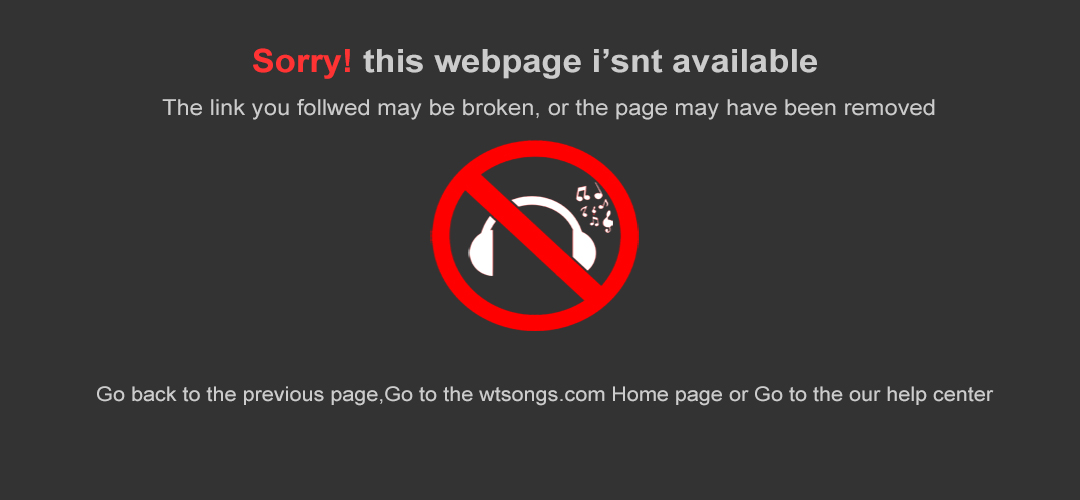 Sorry! this webpage i’snt available
The link you follwed may be broken, or the page may have been removed
Go back to the previous page,Go to the wtsongs.com Home page or Go to the our help center